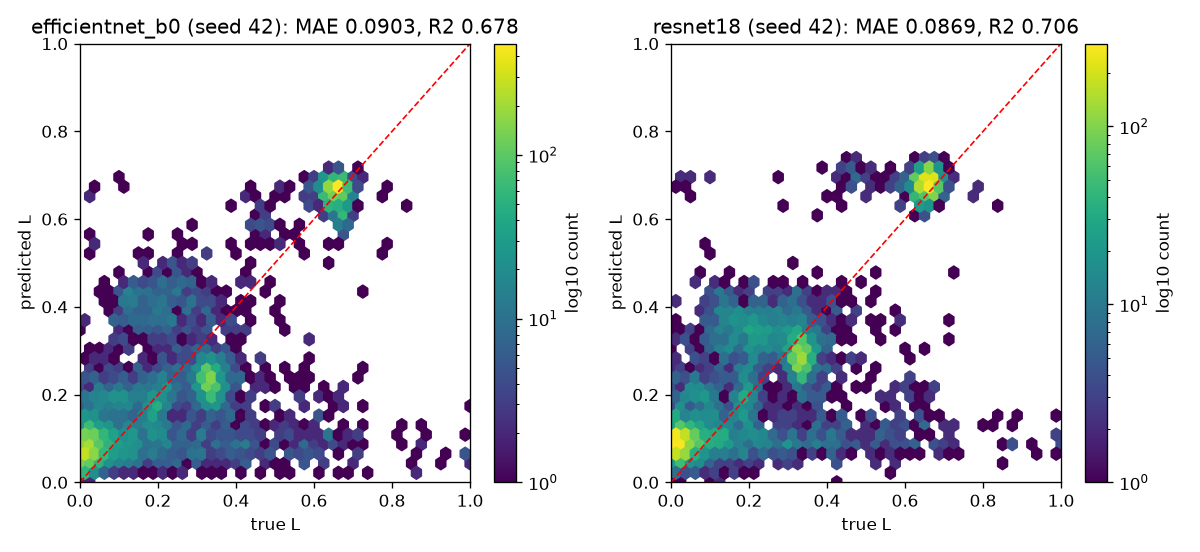 efficientnet_b0 (seed 42): MAE 0.0903, R2 0.678
1.0
0.8
0.6
0.4
0.2
0.0
predicted L
0.0 0.2 0.4 0.6 0.8 1.0
true L
10^2
10^1
10^0
log10 count
resnet18 (seed 42): MAE 0.0869, R2 0.706
1.0
0.8
0.6
0.4
0.2
0.0
predicted L
0.0 0.2 0.4 0.6 0.8 1.0
true L
10^2
10^1
10^0
log10 count